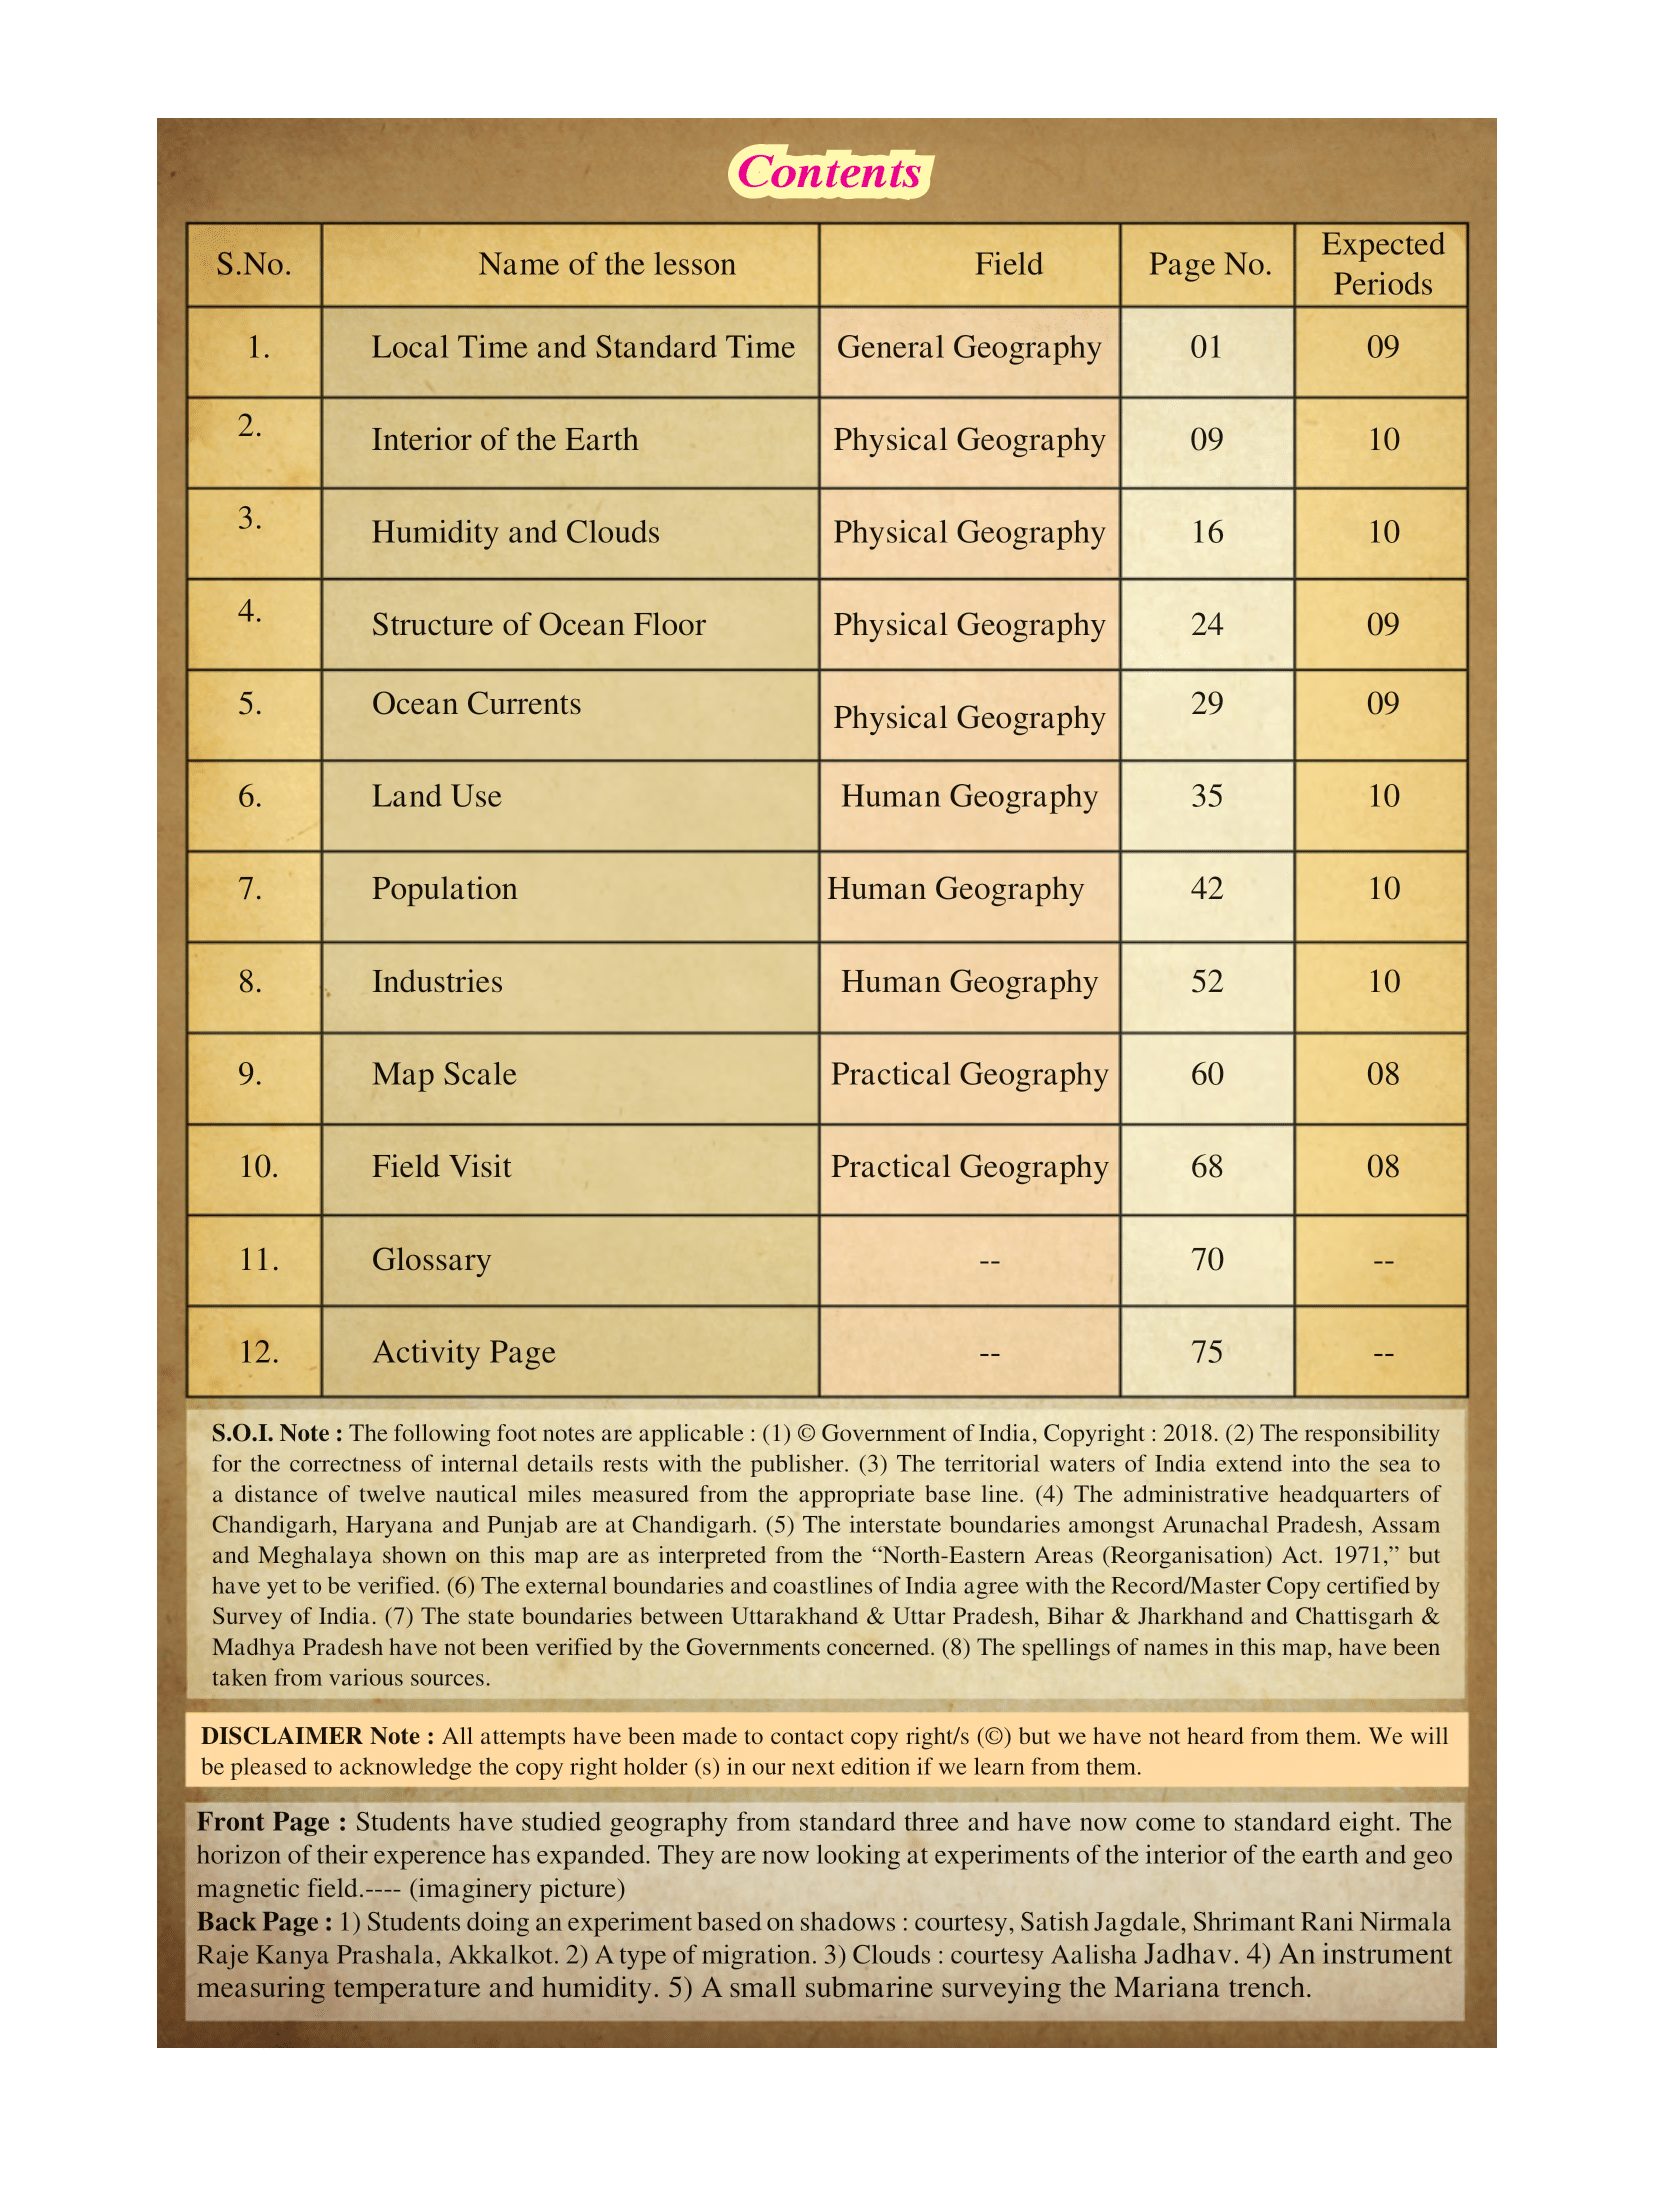 Contents
S.No. Name of the lesson Field Page No. Expected Periods
1. Local Time and Standard Time General Geography 01 09
2. Interior of the Earth Physical Geography 09 10
3. Humidity and Clouds Physical Geography 16 10
4. Structure of Ocean Floor Physical Geography 24 09
5. Ocean Currents Physical Geography 29 09
6. Land Use Human Geography 35 10
7. Population Human Geography 42 10
8. Industries Human Geography 52 10
9. Map Scale Practical Geography 60 08
10. Field Visit Practical Geography 68 08
11. Glossary -- 70 --
12. Activity Page -- 75 --
S.O.I. Note : The following foot notes are applicable : (1) © Government of India, Copyright : 2018. (2) The responsibility
for the correctness of internal details rests with the publisher. (3) The territorial waters of India extend into the sea to
a distance of twelve nautical miles measured from the appropriate base line. (4) The administrative headquarters of
Chandigarh, Haryana and Punjab are at Chandigarh. (5) The interstate boundaries amongst Arunachal Pradesh, Assam
and Meghalaya shown on this map are as interpreted from the “North-Eastern Areas (Reorganisation) Act. 1971,” but
have yet to be verified. (6) The external boundaries and coastlines of India agree with the Record/Master Copy certified by
Survey of India. (7) The state boundaries between Uttarakhand & Uttar Pradesh, Bihar & Jharkhand and Chattisgarh &
Madhya Pradesh have not been verified by the Governments concerned. (8) The spellings of names in this map, have been
taken from various sources.
DISCLAIMER Note : All attempts have been made to contact copy right/s (©) but we have not heard from them. We will
be pleased to acknowledge the copy right holder (s) in our next edition if we learn from them.
Front Page : Students have studied geography from standard three and have now come to standard eight. The
horizon of their experence has expanded. They are now looking at experiments of the interior of the earth and geo
magnetic field.---- (imaginery picture)
Back Page : 1) Students doing an experiment based on shadows : courtesy, Satish Jagdale, Shrimant Rani Nirmala
Raje Kanya Prashala, Akkalkot. 2) A type of migration. 3) Clouds : courtesy Aalisha Jadhav. 4) An instrument
measuring temperature and humidity. 5) A small submarine surveying the Mariana trench.